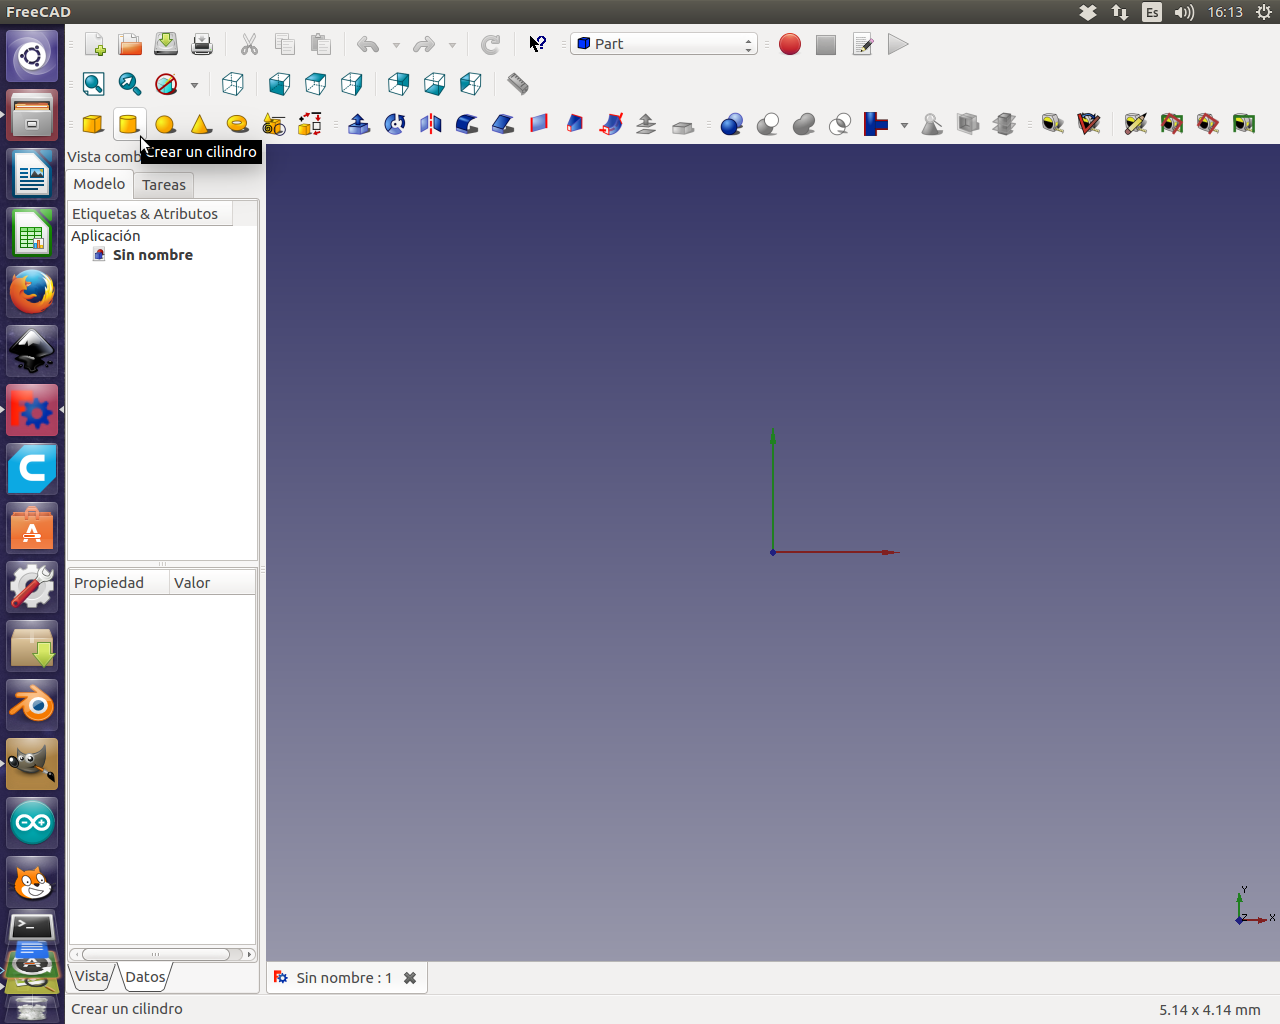 FreeCAD
Es
16:13
Part
Crear un cilindro
Vista comb
Modelo
Tareas
Etiquetas & Atributos
Aplicación
Sin nombre
Propiedad
Valor
Y
Z
X
Vista
Datos
Sin nombre : 1
Crear un cilindro
5.14 x 4.14 mm